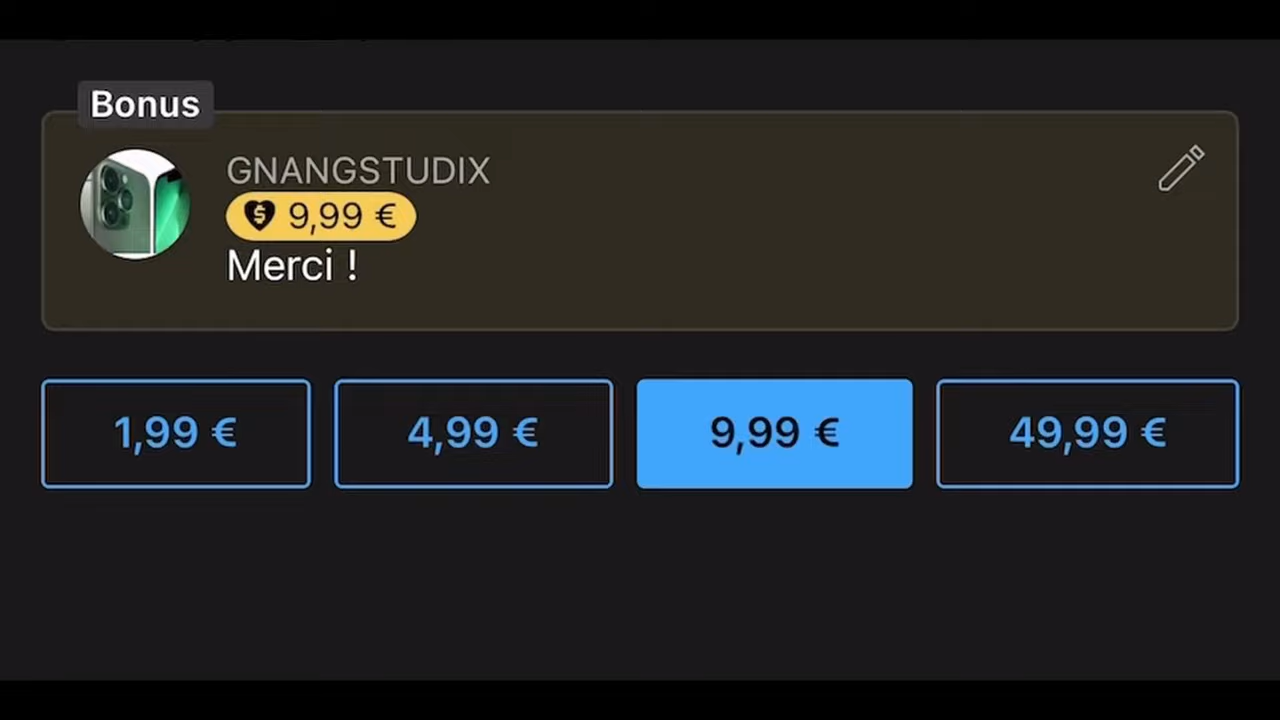 Bonus
GNANGSTUDIX
9,99 €
Merci !
1,99 €
4,99 €
9,99 €
49,99 €